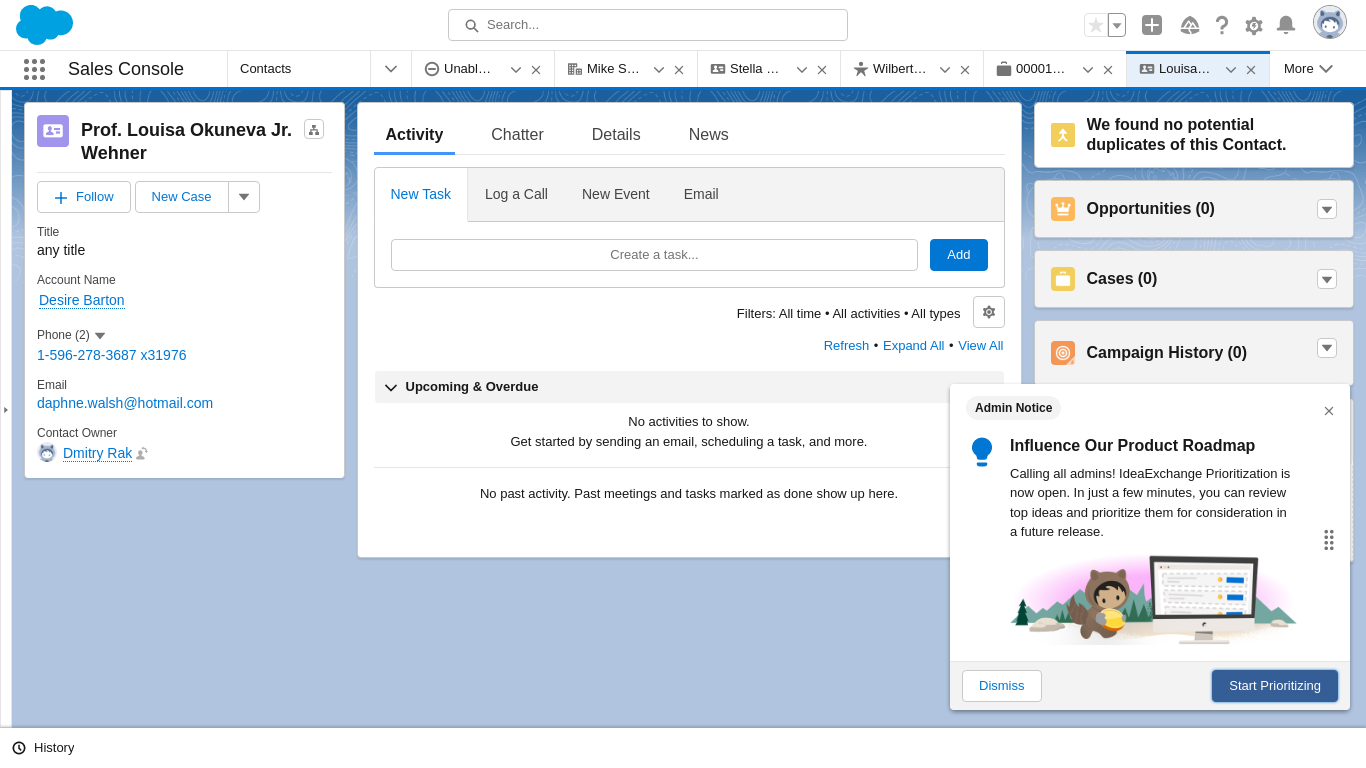 Search...
Sales Console
Contacts
Unabl...
Mike S...
Stella ...
Wilbert...
00001...
Louisa...
More
Prof. Louisa Okuneva Jr.
Wehner
Follow
New Case
Title
any title
Account Name
Desire Barton
Phone (2)
1-596-278-3687 x31976
Email
daphne.walsh@hotmail.com
Contact Owner
Dmitry Rak
Activity
Chatter
Details
News
New Task
Log a Call
New Event
Email
Create a task...
Add
Filters: All time • All activities • All types
Refresh • Expand All • View All
Upcoming & Overdue
No activities to show.
Get started by sending an email, scheduling a task, and more.
No past activity. Past meetings and tasks marked as done show up here.
We found no potential
duplicates of this Contact.
Opportunities (0)
Cases (0)
Campaign History (0)
Admin Notice
Influence Our Product Roadmap
Calling all admins! IdeaExchange Prioritization is
now open. In just a few minutes, you can review
top ideas and prioritize them for consideration in
a future release.
Dismiss
Start Prioritizing
History